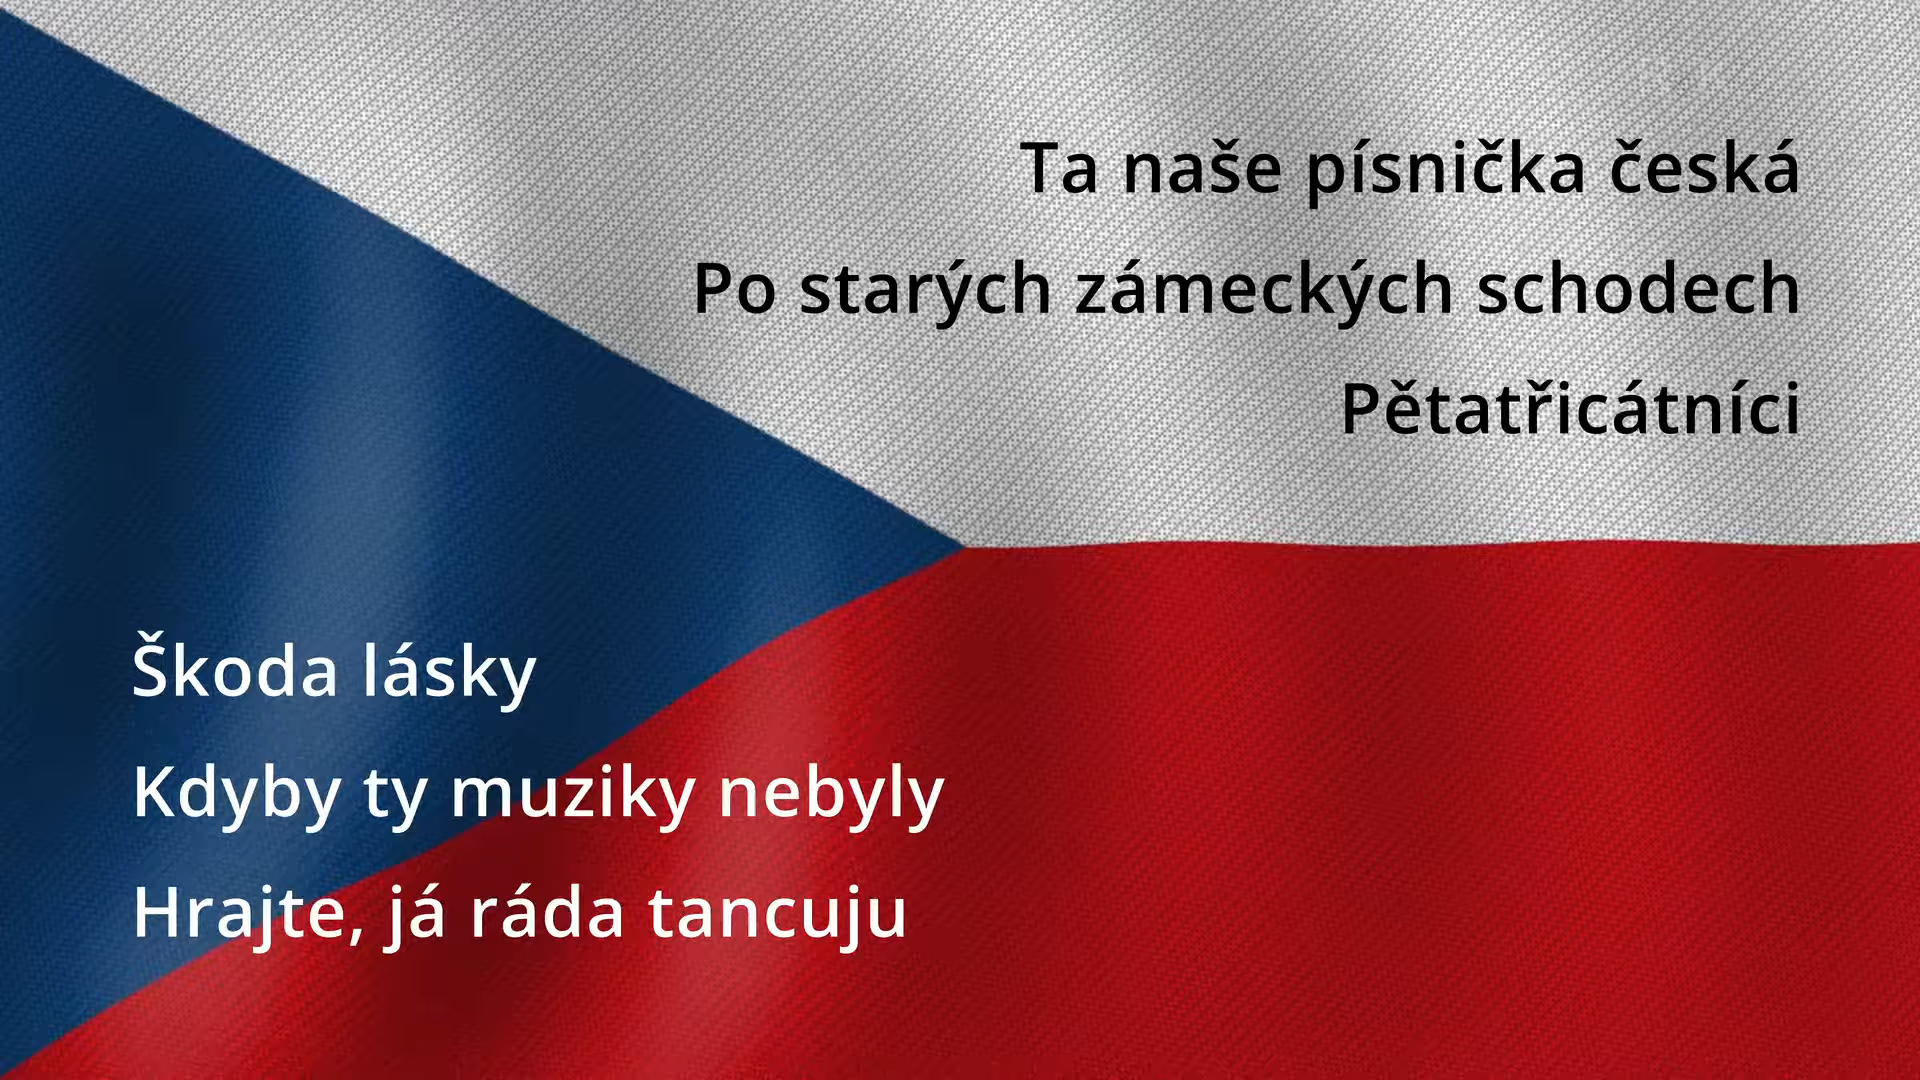 Ta naše písnička česká
Po starých zámeckých schodech
Pětatřicátníci
Škoda lásky
Kdyby ty muziky nebyly
Hrajte, já ráda tancuju